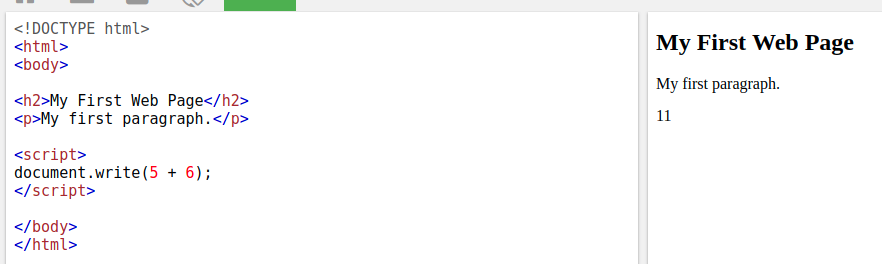 <!DOCTYPE html>
<html>
<body>

<h2>My First Web Page</h2>
<p>My first paragraph.</p>

<script>
document.write(5 + 6);
</script>

</body>
</html>
My First Web Page
My first paragraph.
11